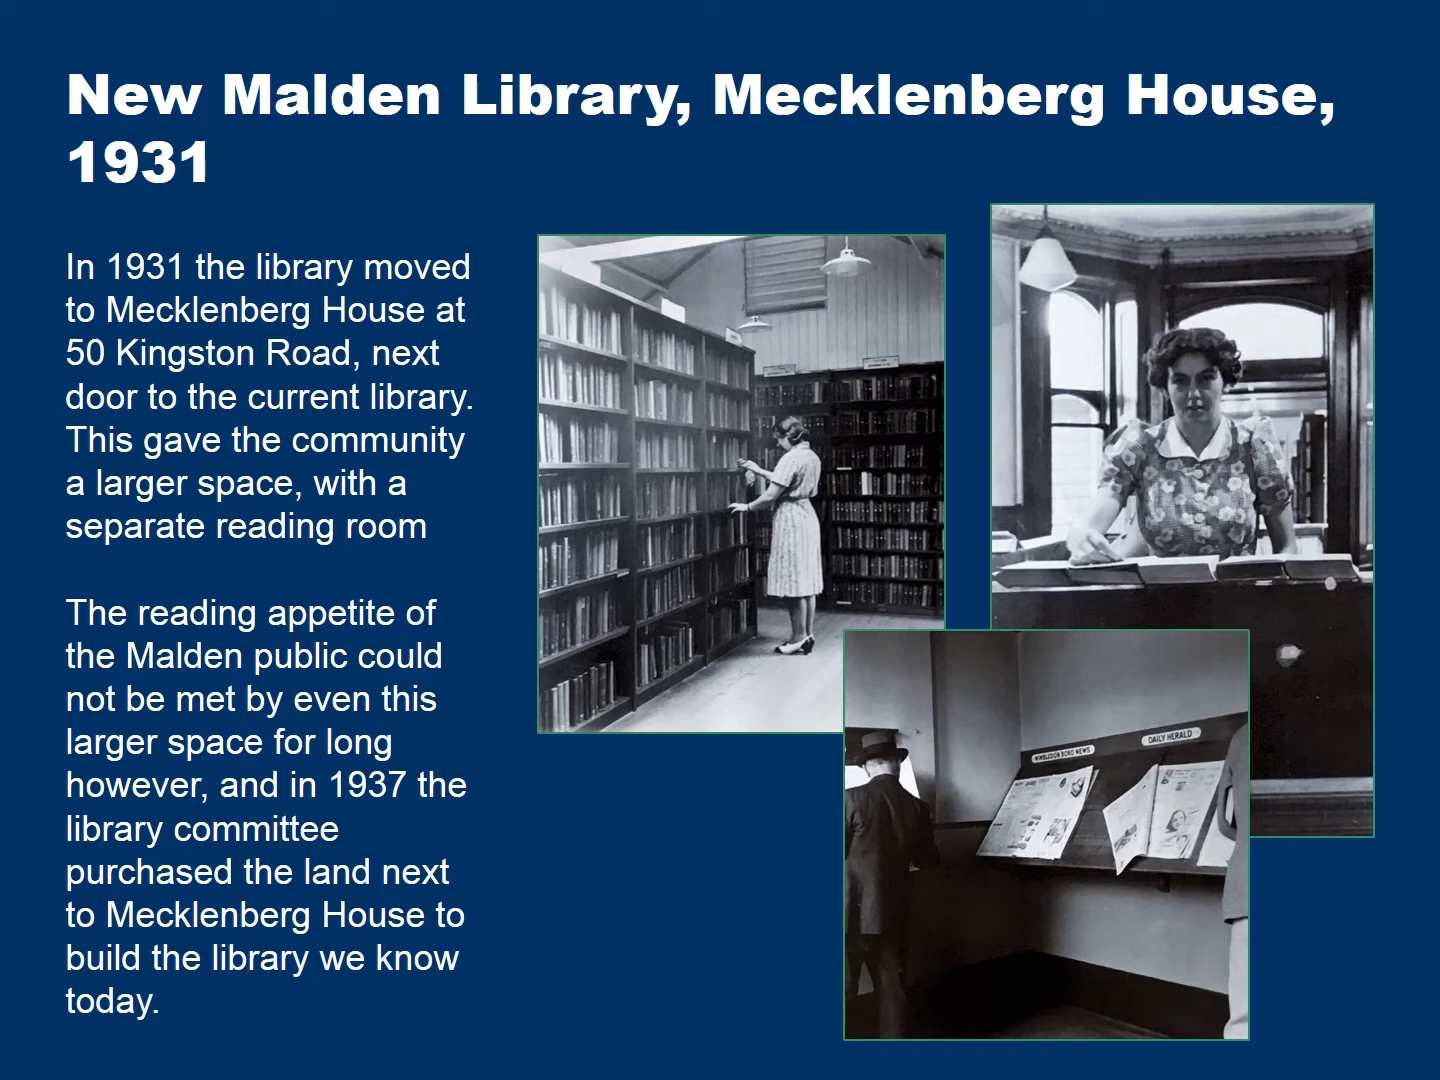 New Malden Library, Mecklenberg House,
1931
In 1931 the library moved
to Mecklenberg House at
50 Kingston Road, next
door to the current library.
This gave the community
a larger space, with a
separate reading room
The reading appetite of
the Malden public could
not be met by even this
larger space for long
however, and in 1937 the
library committee
purchased the land next
to Mecklenberg House to
build the library we know
today.
WIMBLEDON BORO NEWS
DAILY HERALD